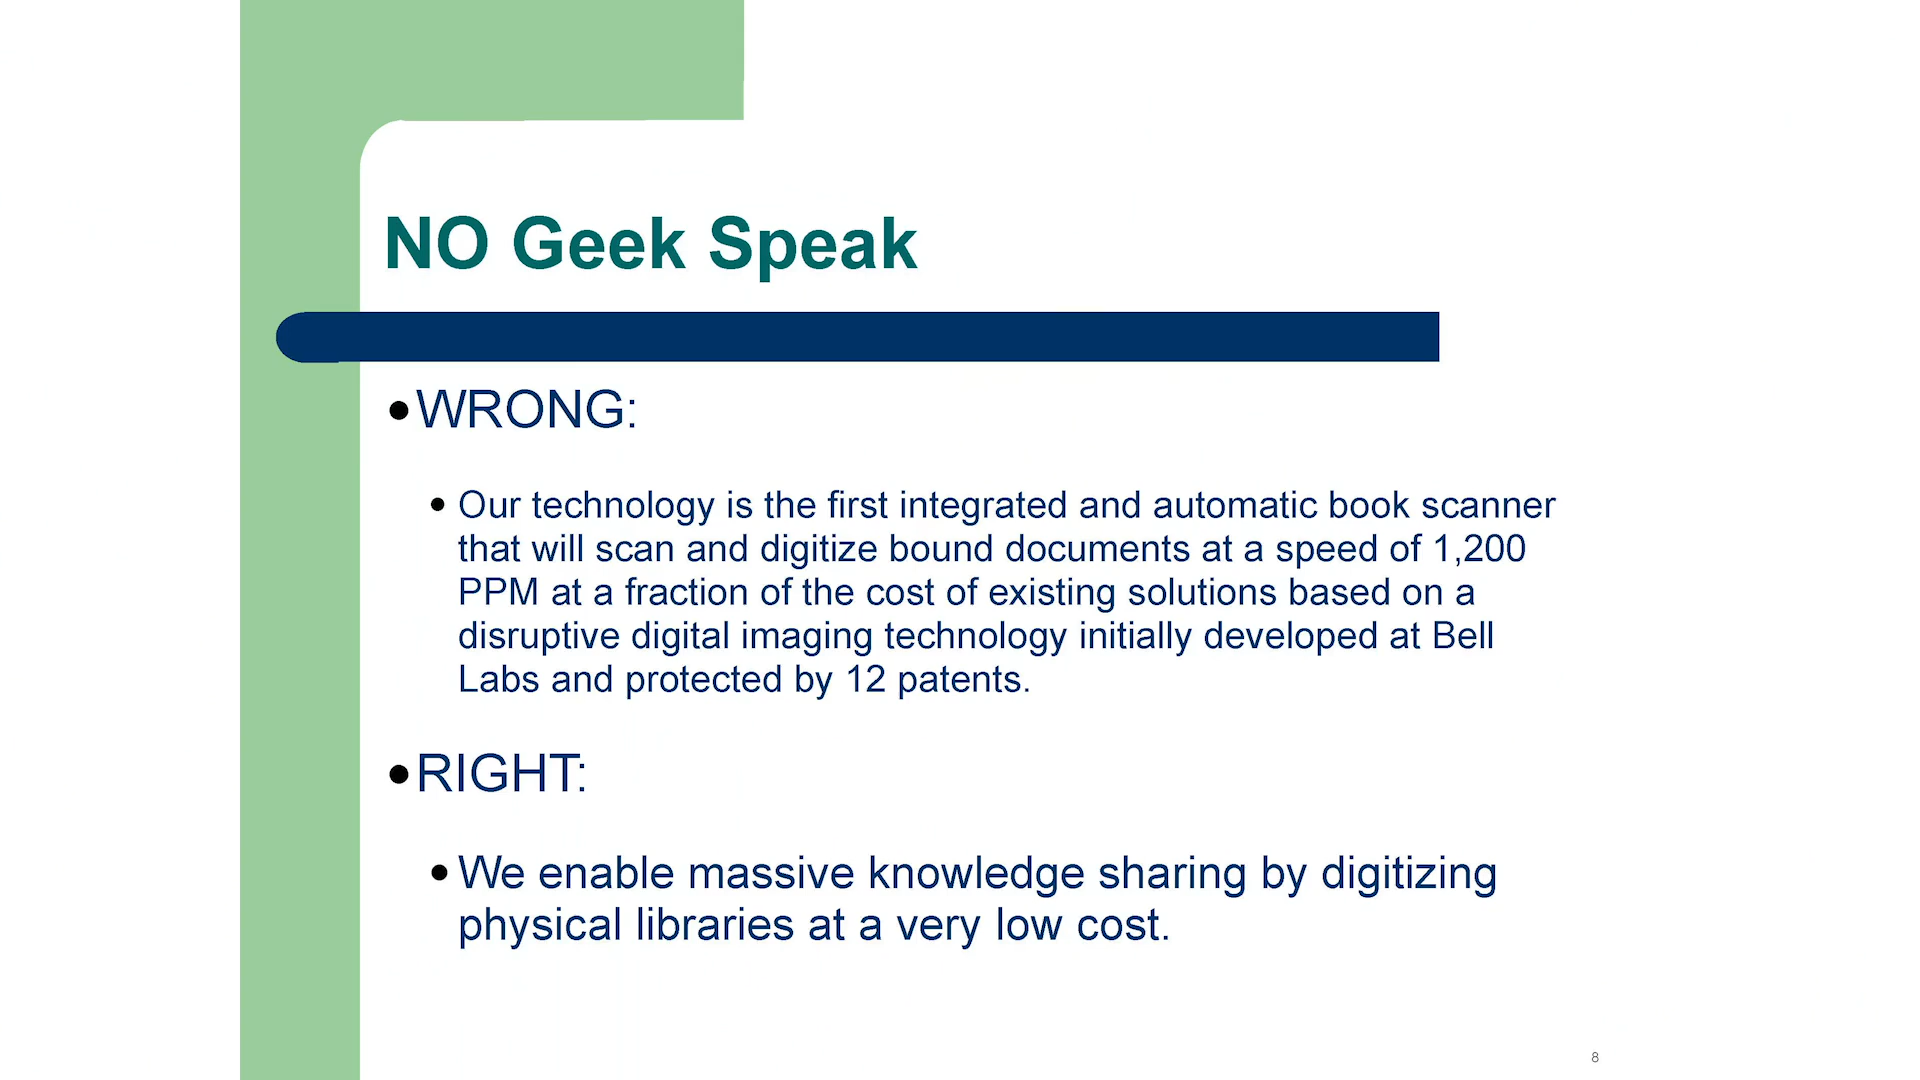 NO Geek Speak
•WRONG:
• Our technology is the first integrated and automatic book scanner
that will scan and digitize bound documents at a speed of 1,200
PPM at a fraction of the cost of existing solutions based on a
disruptive digital imaging technology initially developed at Bell
Labs and protected by 12 patents.
•RIGHT:
• We enable massive knowledge sharing by digitizing
physical libraries at a very low cost.
8